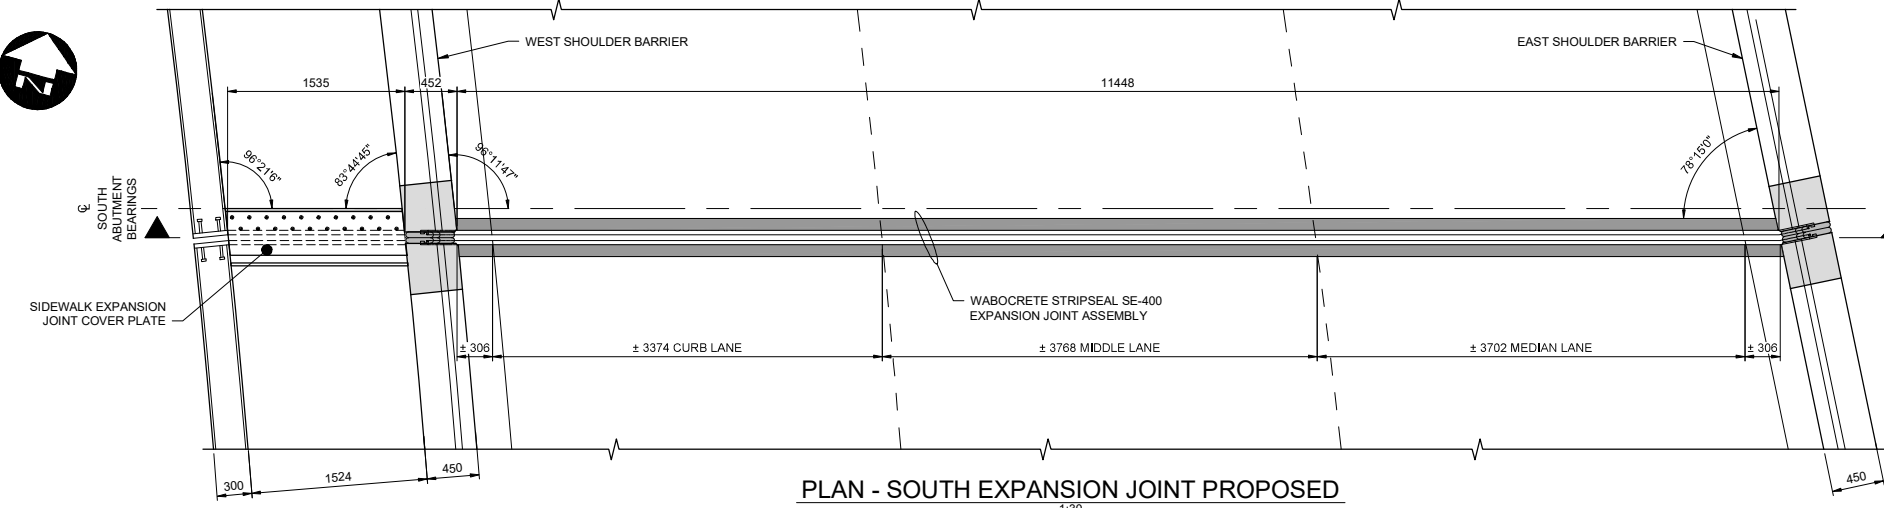 WEST SHOULDER BARRIER
EAST SHOULDER BARRIER
1535
452
11448
96°21'6"
83°44'45"
96°11'47"
78°15'0"
℄
SOUTH
ABUTMENT
BEARINGS
SIDEWALK EXPANSION
JOINT COVER PLATE
WABOCRETE STRIPSEAL SE-400
EXPANSION JOINT ASSEMBLY
± 306
± 3374 CURB LANE
± 3768 MIDDLE LANE
± 3702 MEDIAN LANE
± 306
300
1524
450
450
PLAN - SOUTH EXPANSION JOINT PROPOSED